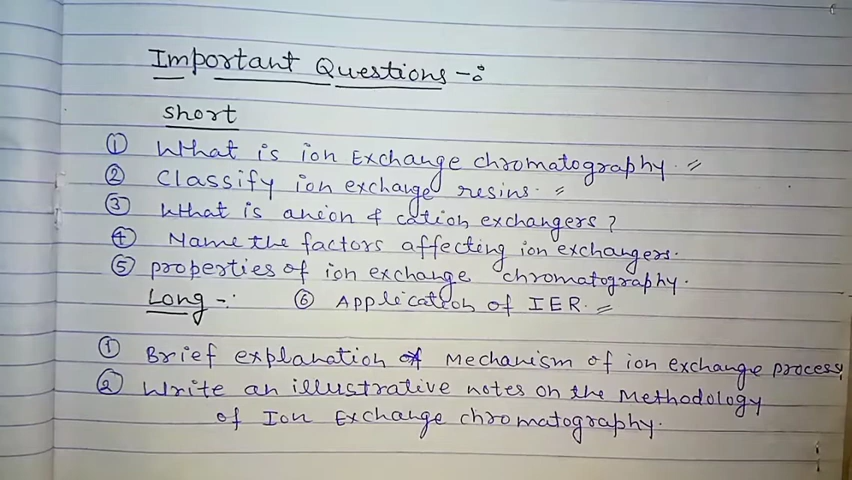 Important Questions -:
Short
① What is ion Exchange chromatography. =
② Classify ion exchange resins. =
③ What is anion & cation exchangers?
④ Name the factors affecting ion exchangers.
⑤ properties of ion exchange chromatography.
Long -: ⑥ Application of IER. =
① Brief explanation of Mechanism of ion exchange process,
② Write an illustrative notes on the Methodology
of Ion Exchange chromatography.